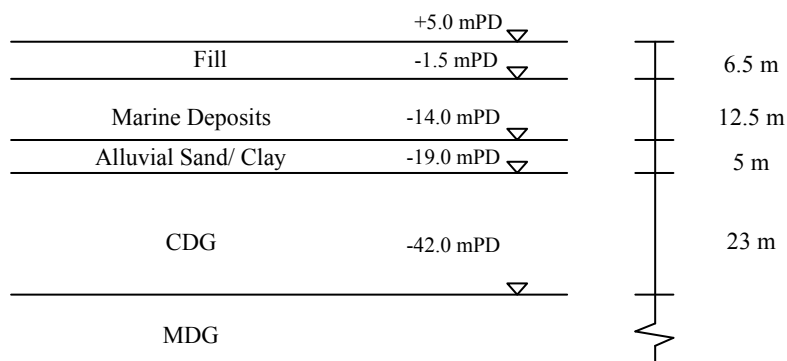 +5.0 mPD
Fill -1.5 mPD 6.5 m
Marine Deposits -14.0 mPD 12.5 m
Alluvial Sand/ Clay -19.0 mPD 5 m
CDG -42.0 mPD 23 m
MDG